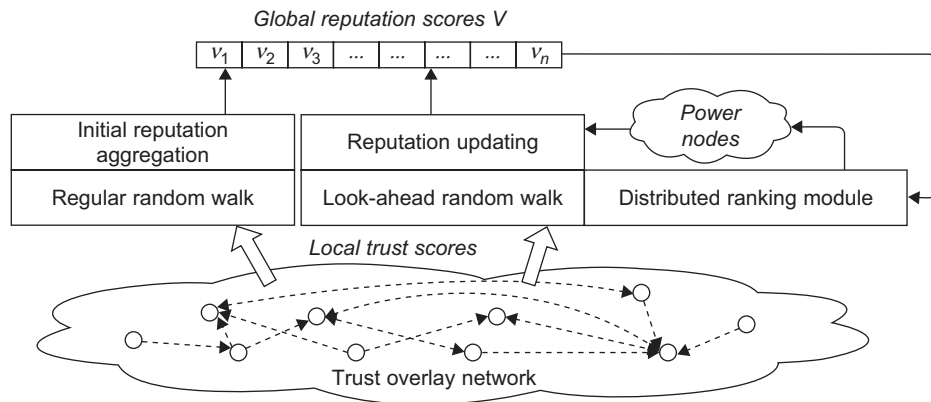 Global reputation scores V
v1 v2 v3 ... ... ... ... vn
Initial reputation
aggregation
Reputation updating
Power
nodes
Regular random walk
Look-ahead random walk
Distributed ranking module
Local trust scores
Trust overlay network